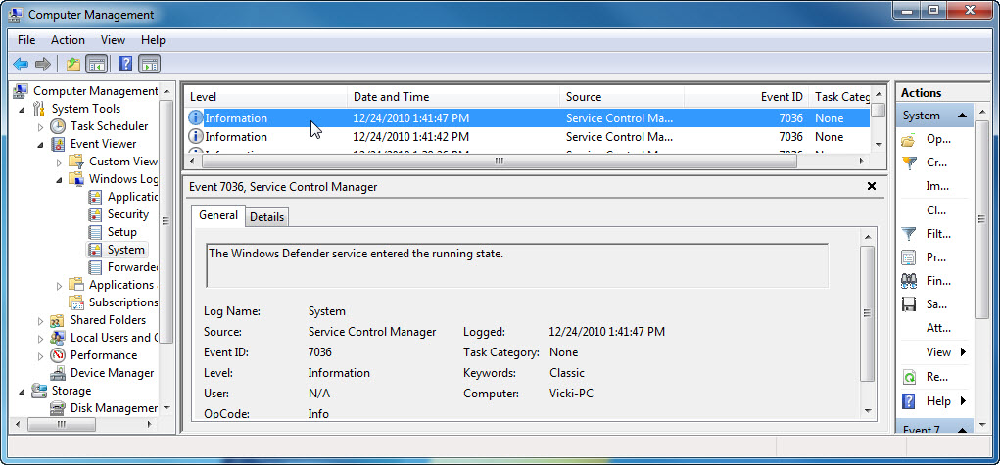 Computer Management
File Action View Help
Computer Management
System Tools
Task Scheduler
Event Viewer
Custom View
Windows Log
Applicatio
Security
Setup
System
Forwarde
Applications a
Subscriptions
Shared Folders
Local Users and G
Performance
Device Manager
Storage
Disk Managemer
Level Date and Time Source Event ID Task Categ
Information 12/24/2010 1:41:47 PM Service Control Ma... 7036 None
Information 12/24/2010 1:41:42 PM Service Control Ma... 7036 None
Event 7036, Service Control Manager
General Details
The Windows Defender service entered the running state.
Log Name: System
Source: Service Control Manager Logged: 12/24/2010 1:41:47 PM
Event ID: 7036 Task Category: None
Level: Information Keywords: Classic
User: N/A Computer: Vicki-PC
OpCode: Info
Actions
System
Op...
Cr...
Im...
Cl...
Filt...
Pr...
Fin...
Sa...
Att...
View
Re...
Help
Event 7